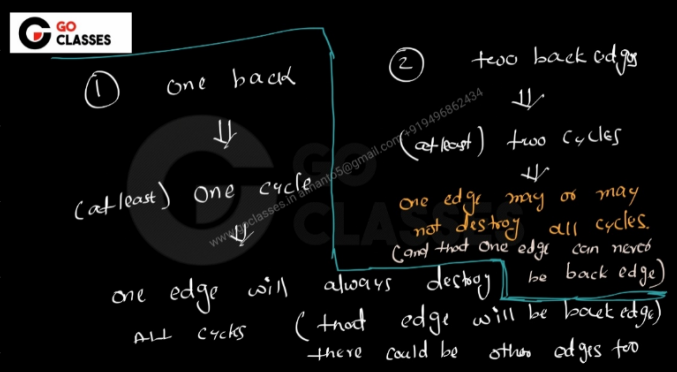 GO
CLASSES
① one back
⇓
(atleast) one cycle
⇓
one edge will always destroy
ALL cycles (that edge will be back edge)
there could be other edges too
② two back edges
⇓
(atleast) two cycles
⇓
one edge may or may
not destroy all cycles.
(and that one edge can never
be back edge)
GO
CLASSES